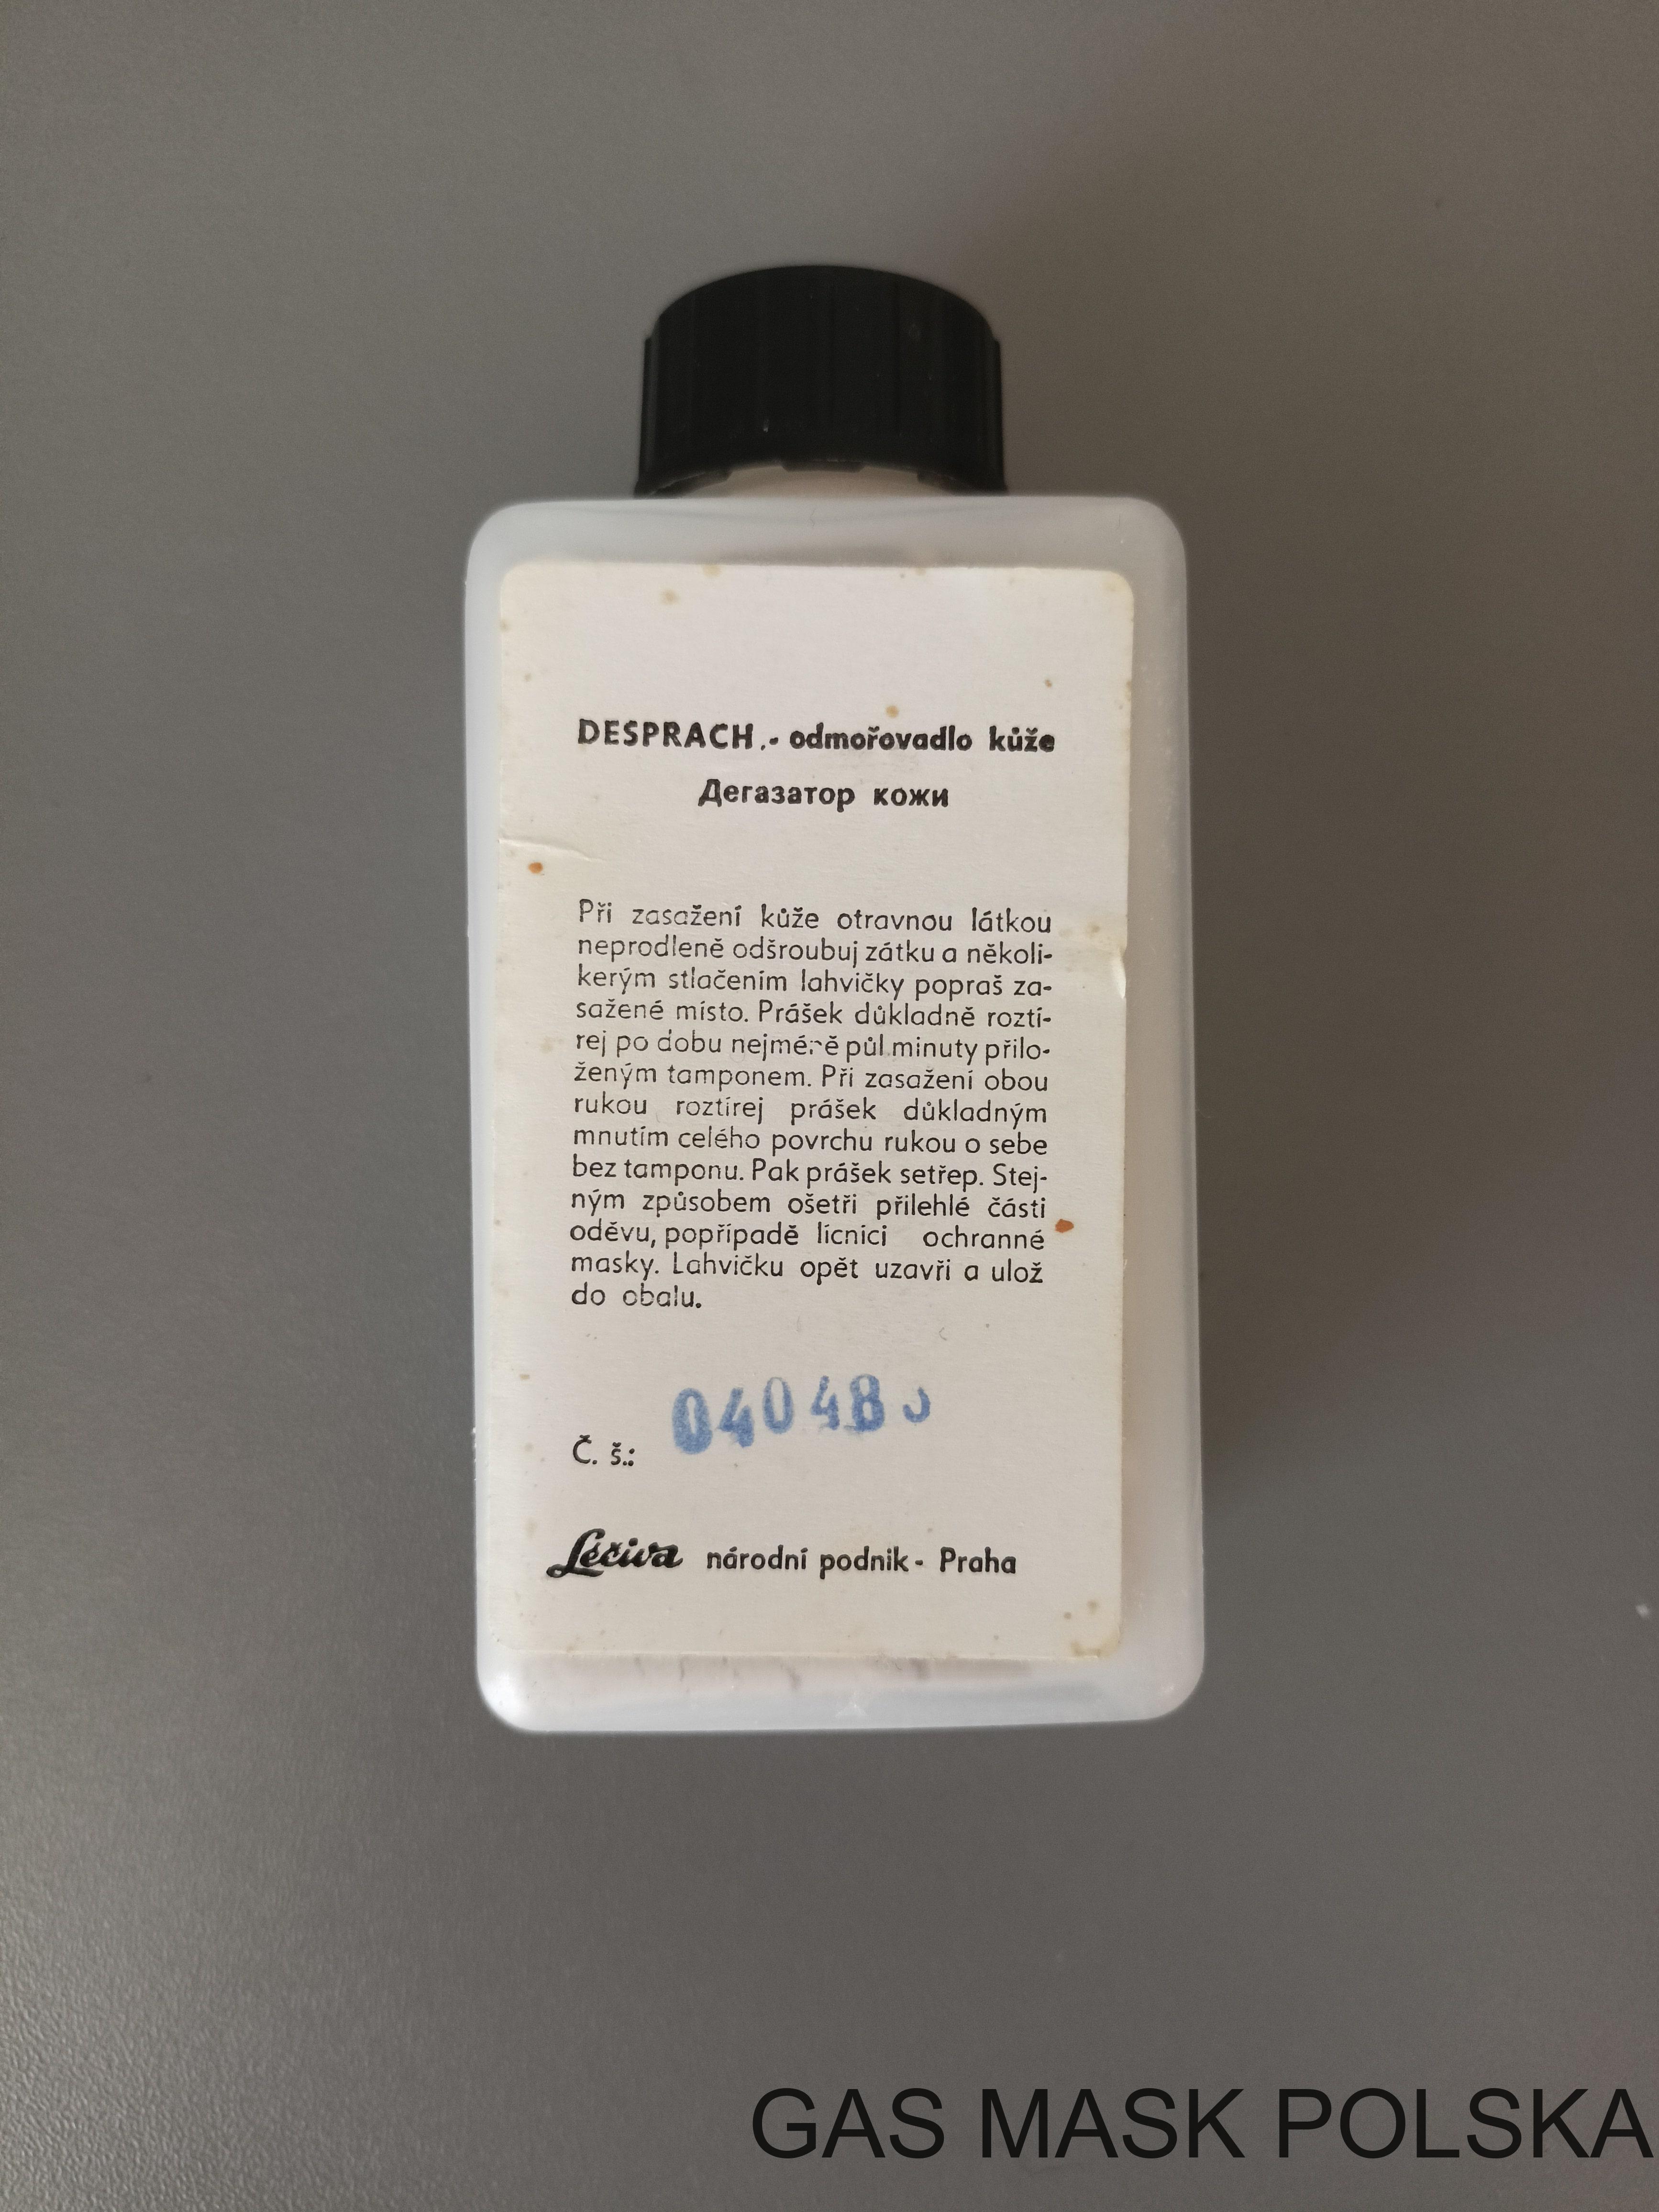 DESPRACH.- odmořovadlo kůže
Дегазатор кожи
Při zasažení kůže otravnou látkou
neprodleně odšroubuj zátku a několi-
kerým stlačením lahvičky popraš za-
sažené místo. Prášek důkladně roztí-
rej po dobu nejméně půl minuty přilo-
ženým tamponem. Při zasažení obou
rukou roztírej prášek důkladným
mnutím celého povrchu rukou o sebe
bez tamponu. Pak prášek setřep. Stej-
ným způsobem ošetři přilehlé části
oděvu, popřípadě lícnici ochranné
masky. Lahvičku opět uzavři a ulož
do obalu.
Č. š.:
Léčiva národní podnik - Praha
GAS MASK POLSKA